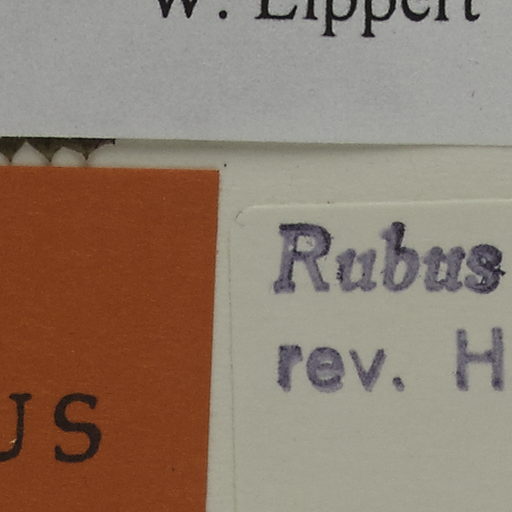 W. Lippert
Rubus
rev. H
US